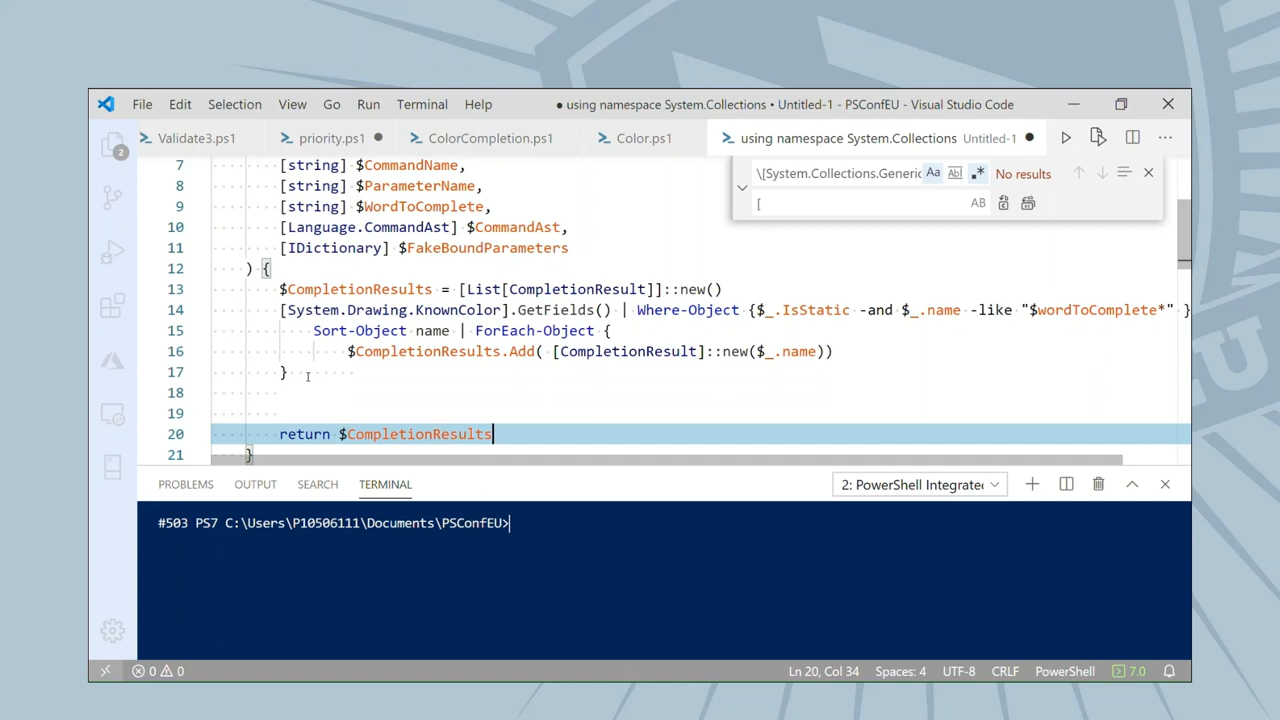 File Edit Selection View Go Run Terminal Help ● using namespace System.Collections • Untitled-1 - PSConfEU - Visual Studio Code
Validate3.ps1 priority.ps1 ● ColorCompletion.ps1 Color.ps1 using namespace System.Collections Untitled-1 ●
\[System.Collections.Generic Aa Abl .* No results
[ AB
2
7 [string] $CommandName,
8 [string] $ParameterName,
9 [string] $WordToComplete,
10 [Language.CommandAst] $CommandAst,
11 [IDictionary] $FakeBoundParameters
12 ) {
13 $CompletionResults = [List[CompletionResult]]::new()
14 [System.Drawing.KnownColor].GetFields() | Where-Object {$_.IsStatic -and $_.name -like "$wordToComplete*" }
15 Sort-Object name | ForEach-Object {
16 $CompletionResults.Add( [CompletionResult]::new($_.name))
17 }
18
19
20 return $CompletionResults
21 }
PROBLEMS OUTPUT SEARCH TERMINAL 2: PowerShell Integrate
#503 PS7 C:\Users\P10506111\Documents\PSConfEU>
0 0 Ln 20, Col 34 Spaces: 4 UTF-8 CRLF PowerShell 7.0